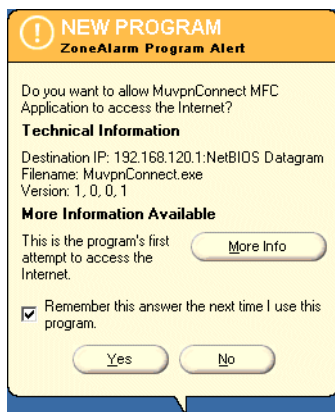 NEW PROGRAM
ZoneAlarm Program Alert
Do you want to allow MuvpnConnect MFC
Application to access the Internet?
Technical Information
Destination IP: 192.168.120.1:NetBIOS Datagram
Filename: MuvpnConnect.exe
Version: 1, 0, 0, 1
More Information Available
This is the program's first
attempt to access the
Internet.
More Info
Remember this answer the next time I use this
program.
Yes
No